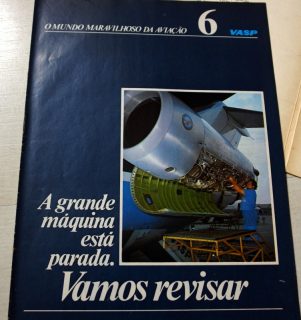 O MUNDO MARAVILHOSO DA AVIAÇÃO 6 VASP
A grande
máquina
está
parada.
Vamos revisar